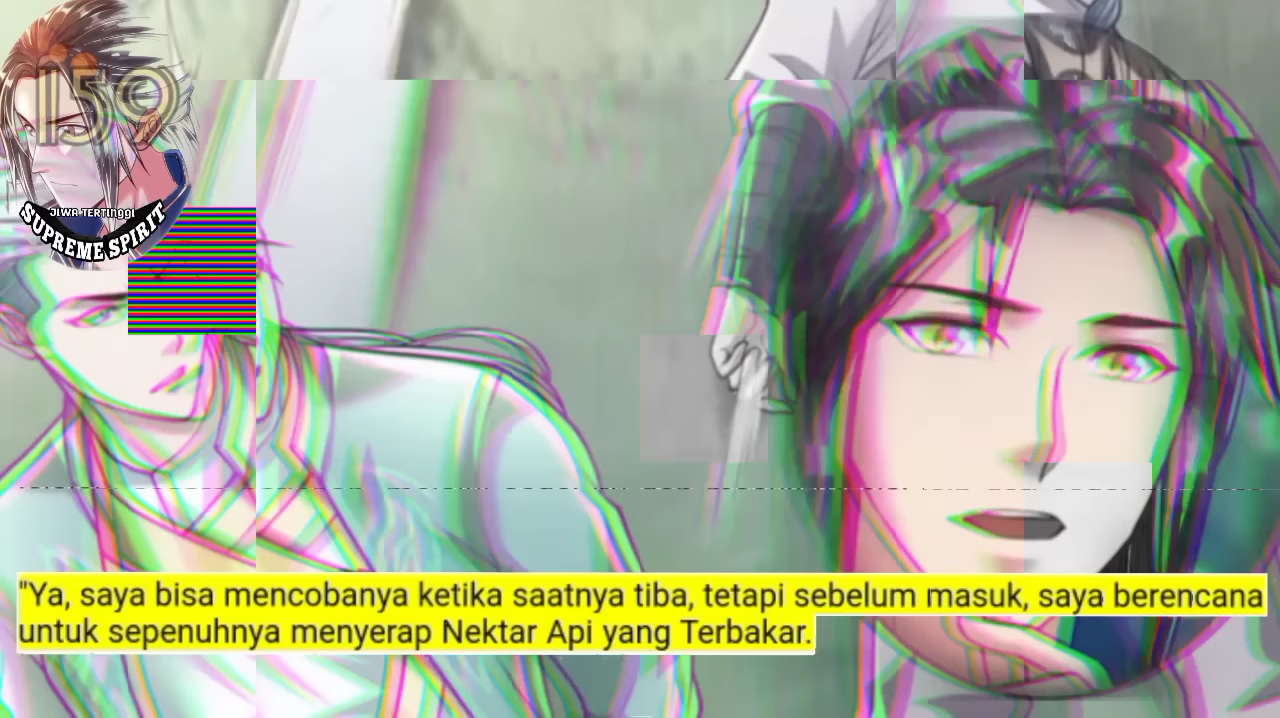 159
JIWA TERTINGGI
SUPREME SPIRIT
"Ya, saya bisa mencobanya ketika saatnya tiba, tetapi sebelum masuk, saya berencana
untuk sepenuhnya menyerap Nektar Api yang Terbakar.